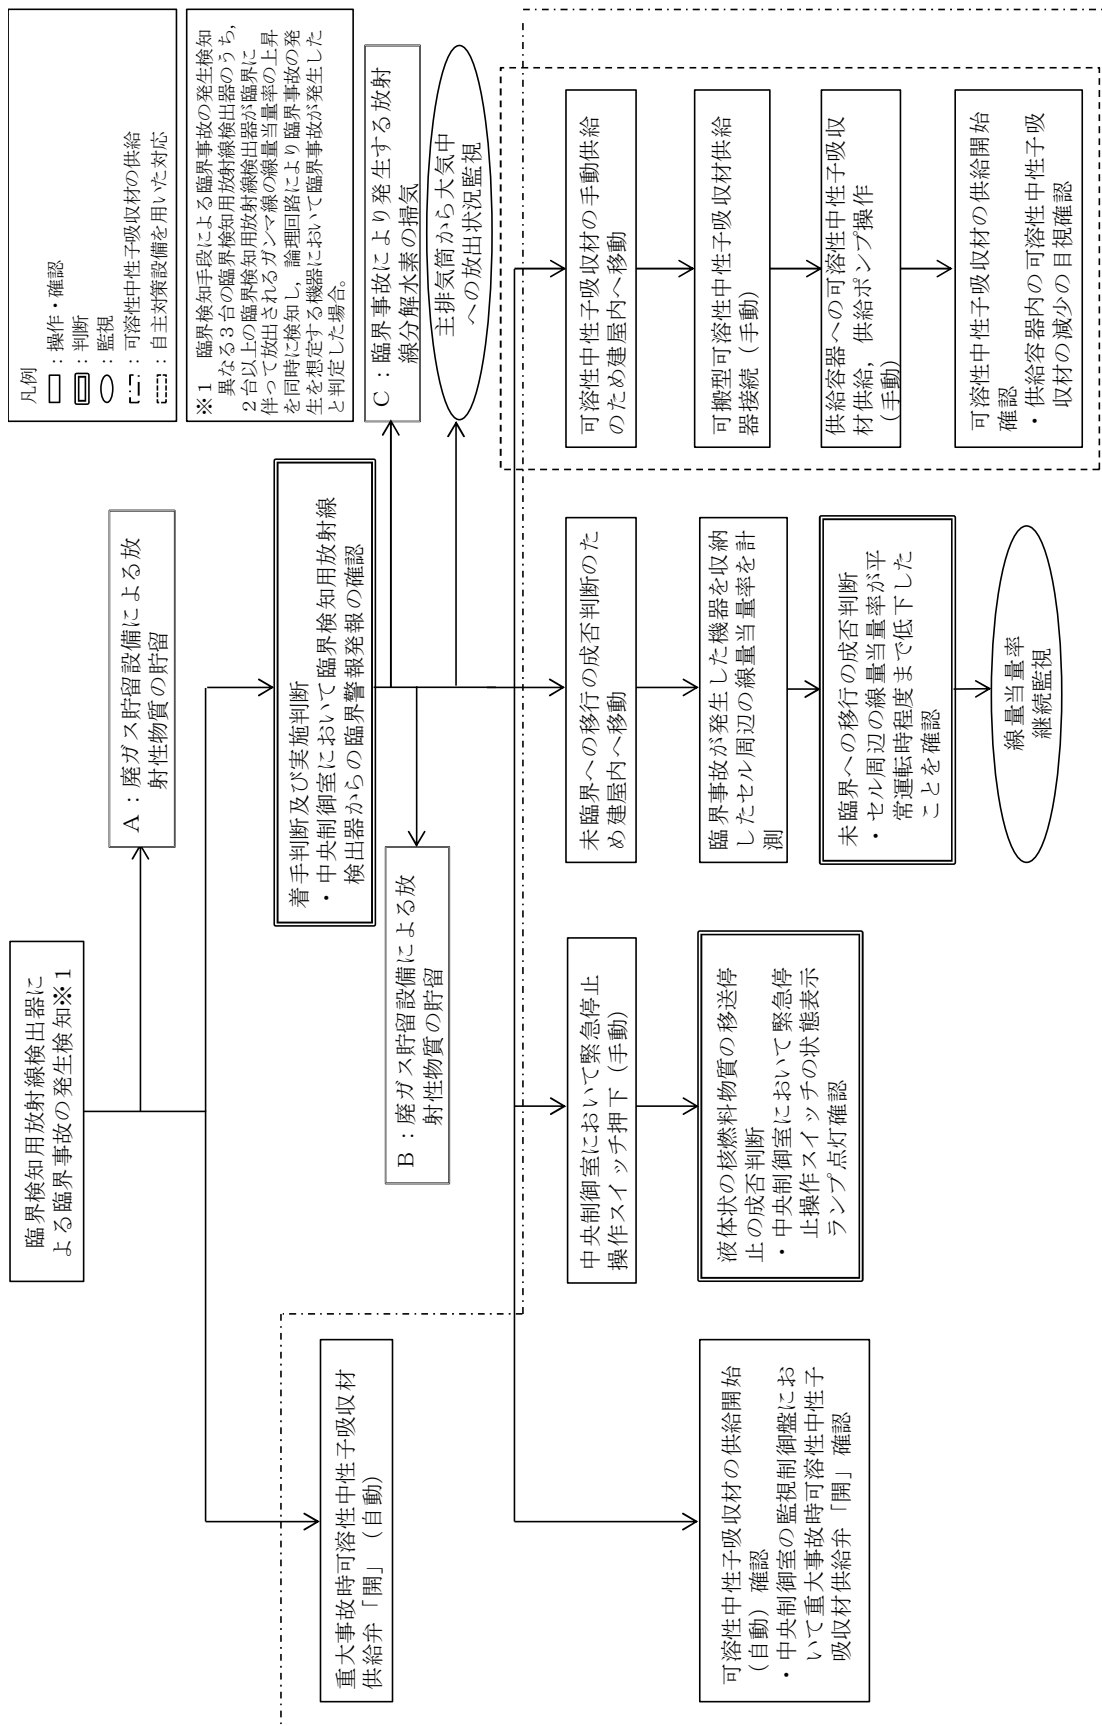 凡例
：操作・確認
：判断
：監視
：可溶性中性子吸収材の供給
：自主対策設備を用いた対応
※１　臨界検知手段による臨界事故の発生検知
異なる３台の臨界検知用放射線検出器のうち，
２台以上の臨界検知用放射線検出器が臨界に
伴って放出されるガンマ線の線量当量率の上昇
を同時に検知し，論理回路により臨界事故の発
生を想定する機器において臨界事故が発生した
と判定した場合。
臨界検知用放射線検出器に
よる臨界事故の発生検知※１
Ａ：廃ガス貯留設備による放
射性物質の貯留
着手判断及び実施判断
・中央制御室において臨界検知用放射線
検出器からの臨界警報発報の確認
Ｂ：廃ガス貯留設備による放
射性物質の貯留
Ｃ：臨界事故により発生する放射
線分解水素の掃気
主排気筒から大気中
への放出状況監視
重大事故時可溶性中性子吸収材
供給弁「開」（自動）
可溶性中性子吸収材の供給開始
（自動）確認
・中央制御室の監視制御盤にお
いて重大事故時可溶性中性子
吸収材供給弁「開」確認
中央制御室において緊急停止
操作スイッチ押下（手動）
液体状の核燃料物質の移送停
止の成否判断
・中央制御室において緊急停
止操作スイッチの状態表示
ランプ点灯確認
未臨界への移行の成否判断のた
め建屋内へ移動
臨界事故が発生した機器を収納
したセル周辺の線量当量率を計
測
未臨界への移行の成否判断
・セル周辺の線量当量率が平
常運転時程度まで低下した
ことを確認
線量当量率
継続監視
可溶性中性子吸収材の手動供給
のため建屋内へ移動
可搬型可溶性中性子吸収材供給
器接続（手動）
供給容器への可溶性中性子吸収
材供給，供給ポンプ操作
（手動）
可溶性中性子吸収材の供給開始
確認
・供給容器内の可溶性中性子吸
収材の減少の目視確認